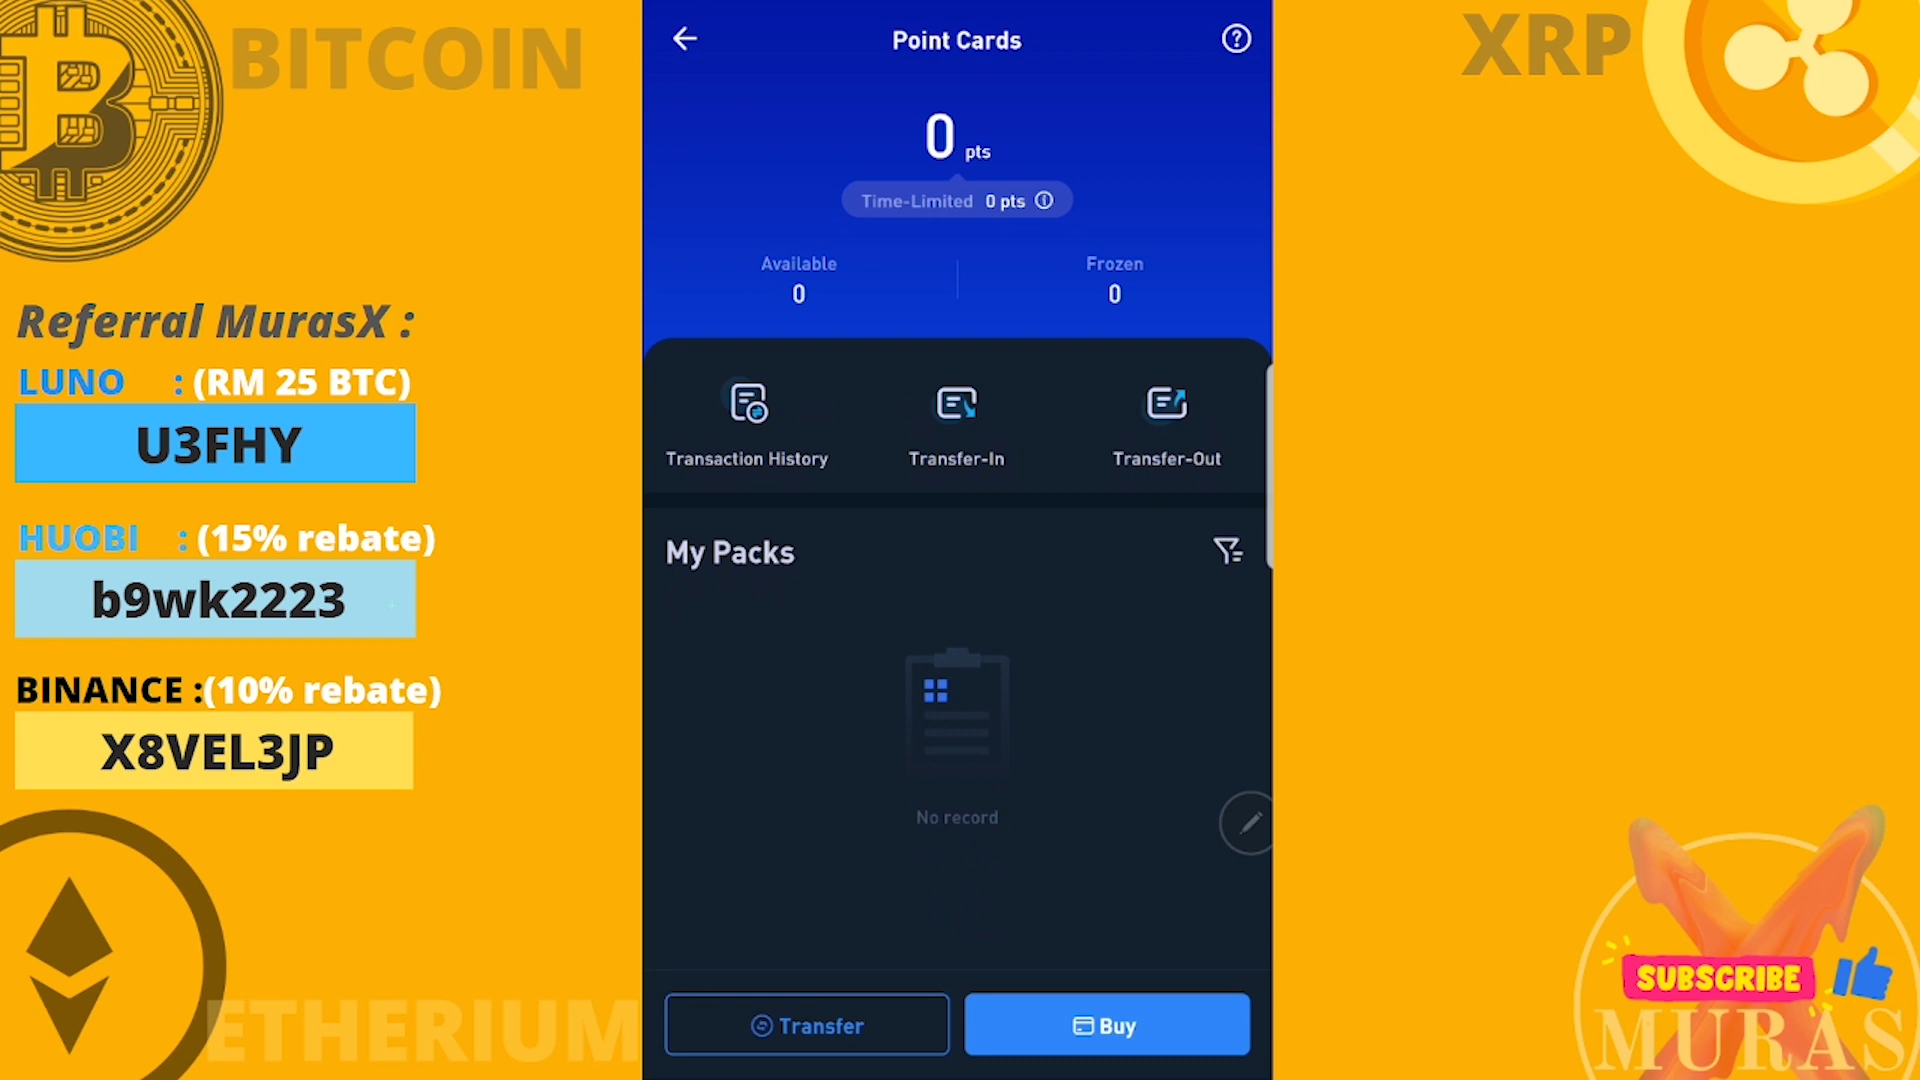 BITCOIN
XRP
Referral MurasX :
LUNO : (RM 25 BTC)
U3FHY
HUOBI : (15% rebate)
b9wk2223
BINANCE :(10% rebate)
X8VEL3JP
ETHERIUM
Point Cards
0 pts
Time-Limited 0 pts
Available
0
Frozen
0
Transaction History
Transfer-In
Transfer-Out
My Packs
No record
Transfer
Buy
SUBSCRIBE
MURAS